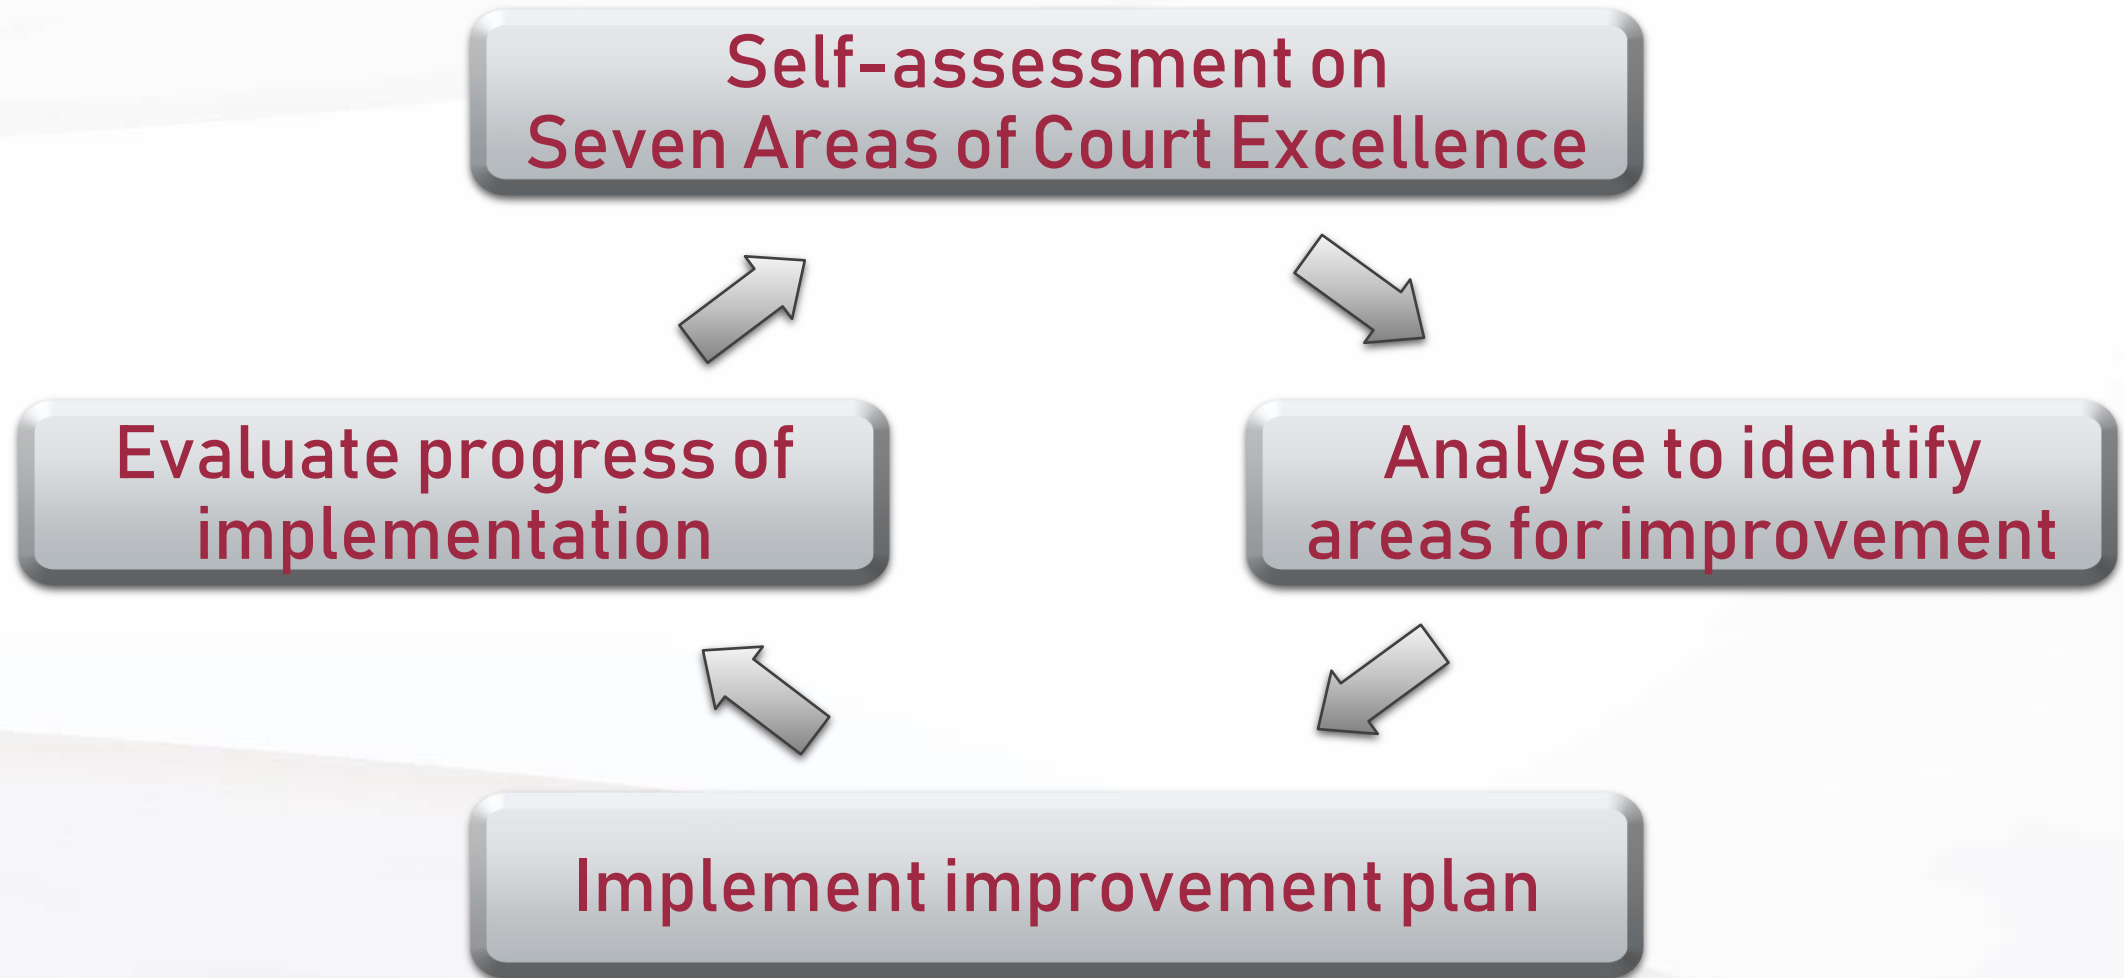 Self-assessment on
Seven Areas of Court Excellence
Evaluate progress of
implementation
Analyse to identify
areas for improvement
Implement improvement plan